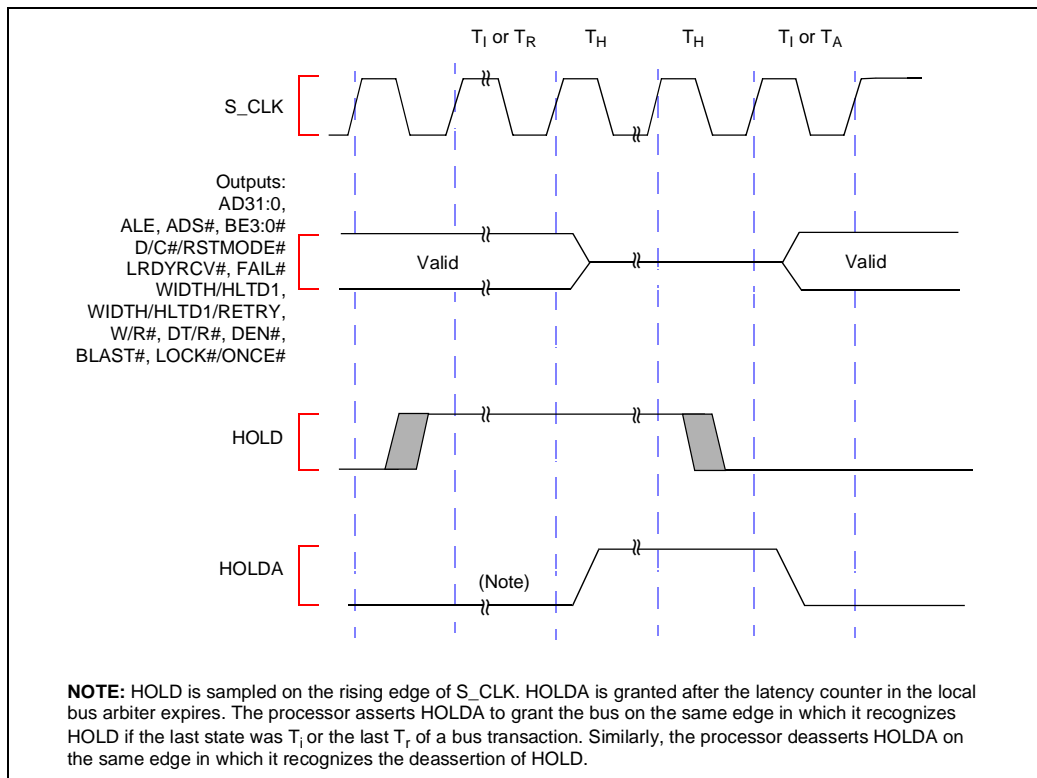 T_I or T_R T_H T_H T_I or T_A
S_CLK
Outputs:
AD31:0,
ALE, ADS#, BE3:0#
D/C#/RSTMODE#
LRDYRCV#, FAIL#
WIDTH/HLTD1,
WIDTH/HLTD1/RETRY,
W/R#, DT/R#, DEN#,
BLAST#, LOCK#/ONCE#
Valid Valid
HOLD
HOLDA
(Note)
NOTE: HOLD is sampled on the rising edge of S_CLK. HOLDA is granted after the latency counter in the local
bus arbiter expires. The processor asserts HOLDA to grant the bus on the same edge in which it recognizes
HOLD if the last state was T_i or the last T_r of a bus transaction. Similarly, the processor deasserts HOLDA on
the same edge in which it recognizes the deassertion of HOLD.